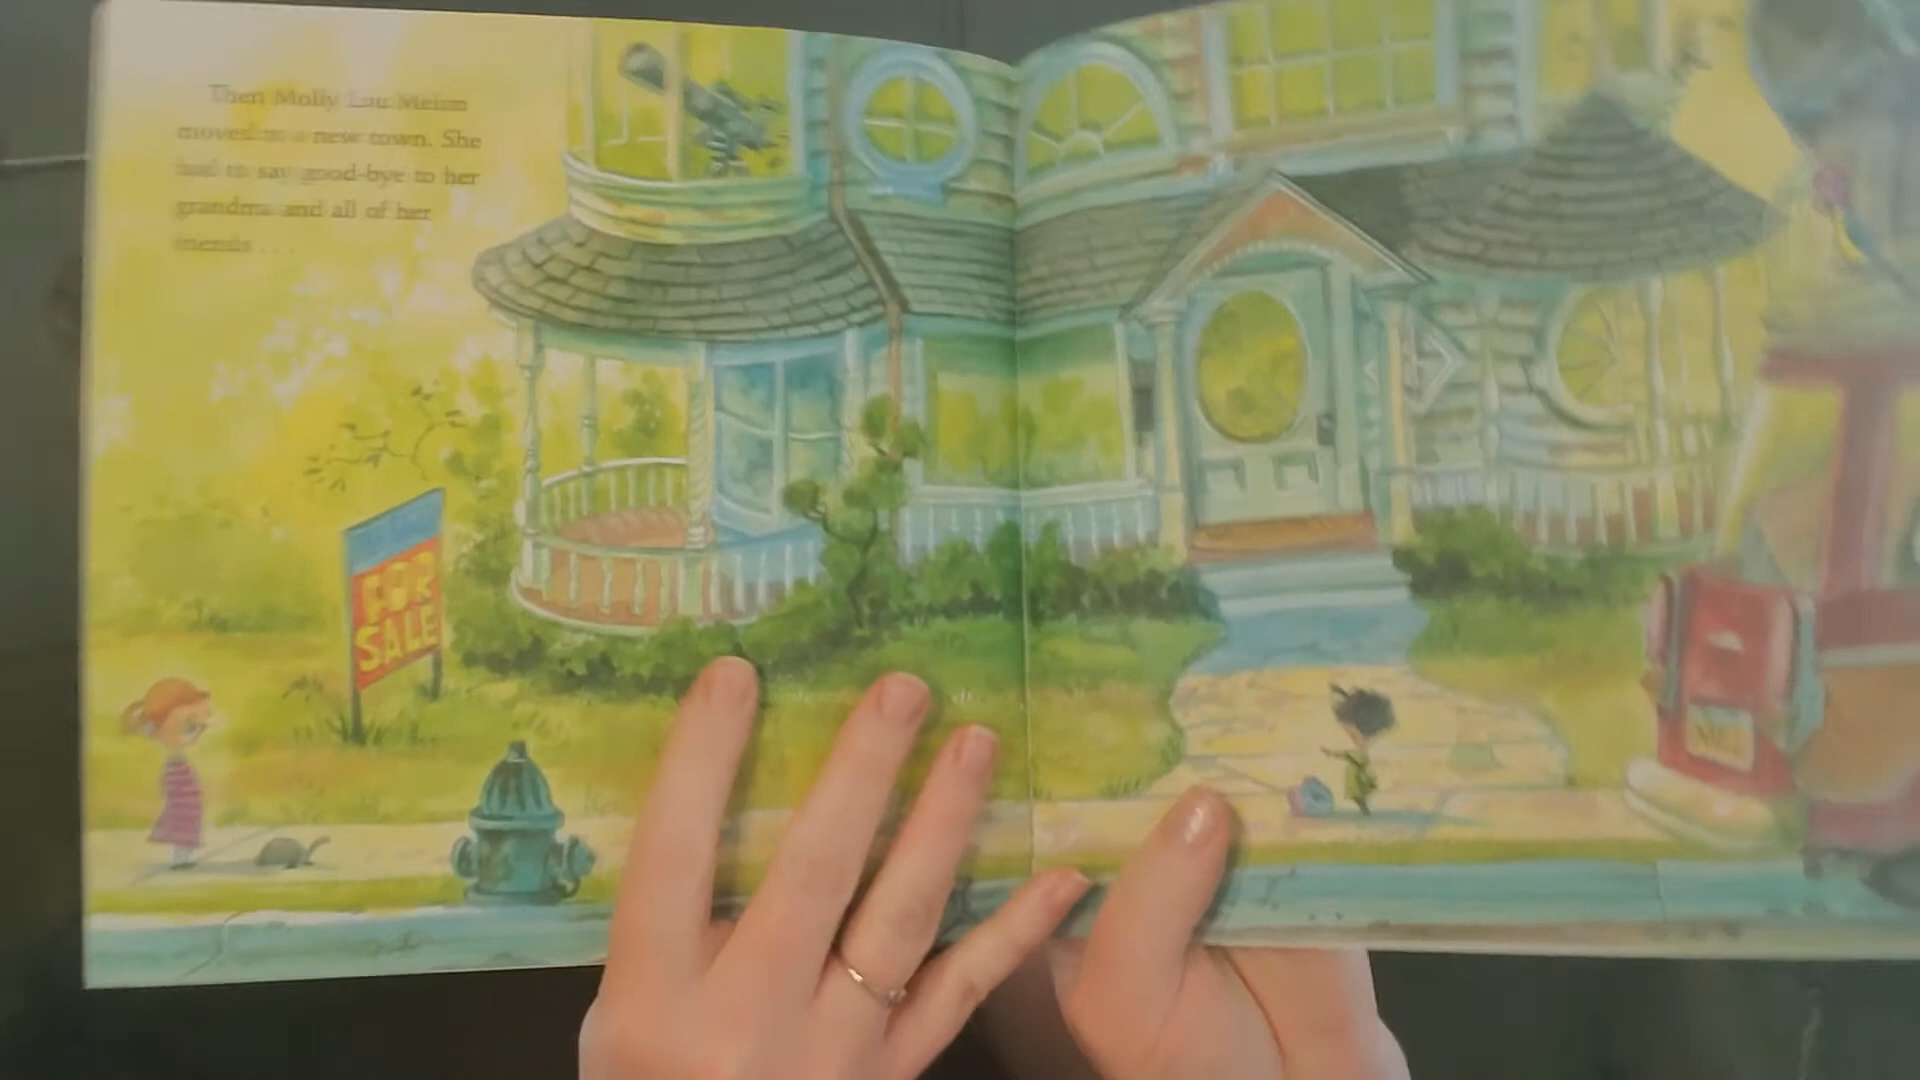 Then Molly Lou Melon
moved to a new town. She
had to say good-bye to her
grandma and all of her
friends . . .
FOR
SALE